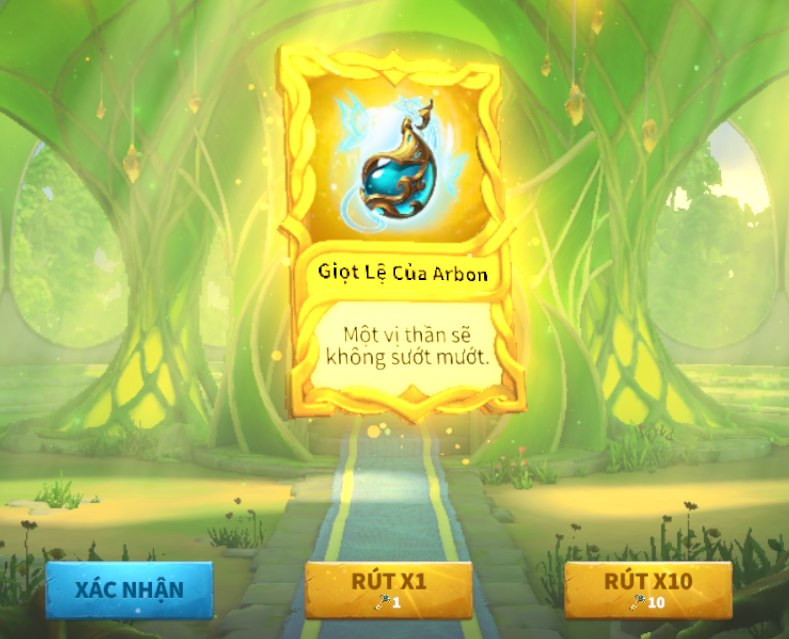 Giọt Lệ Của Arbon
Một vị thần sẽ
không sướt mướt.
XÁC NHẬN
RÚT X1
1
RÚT X10
10